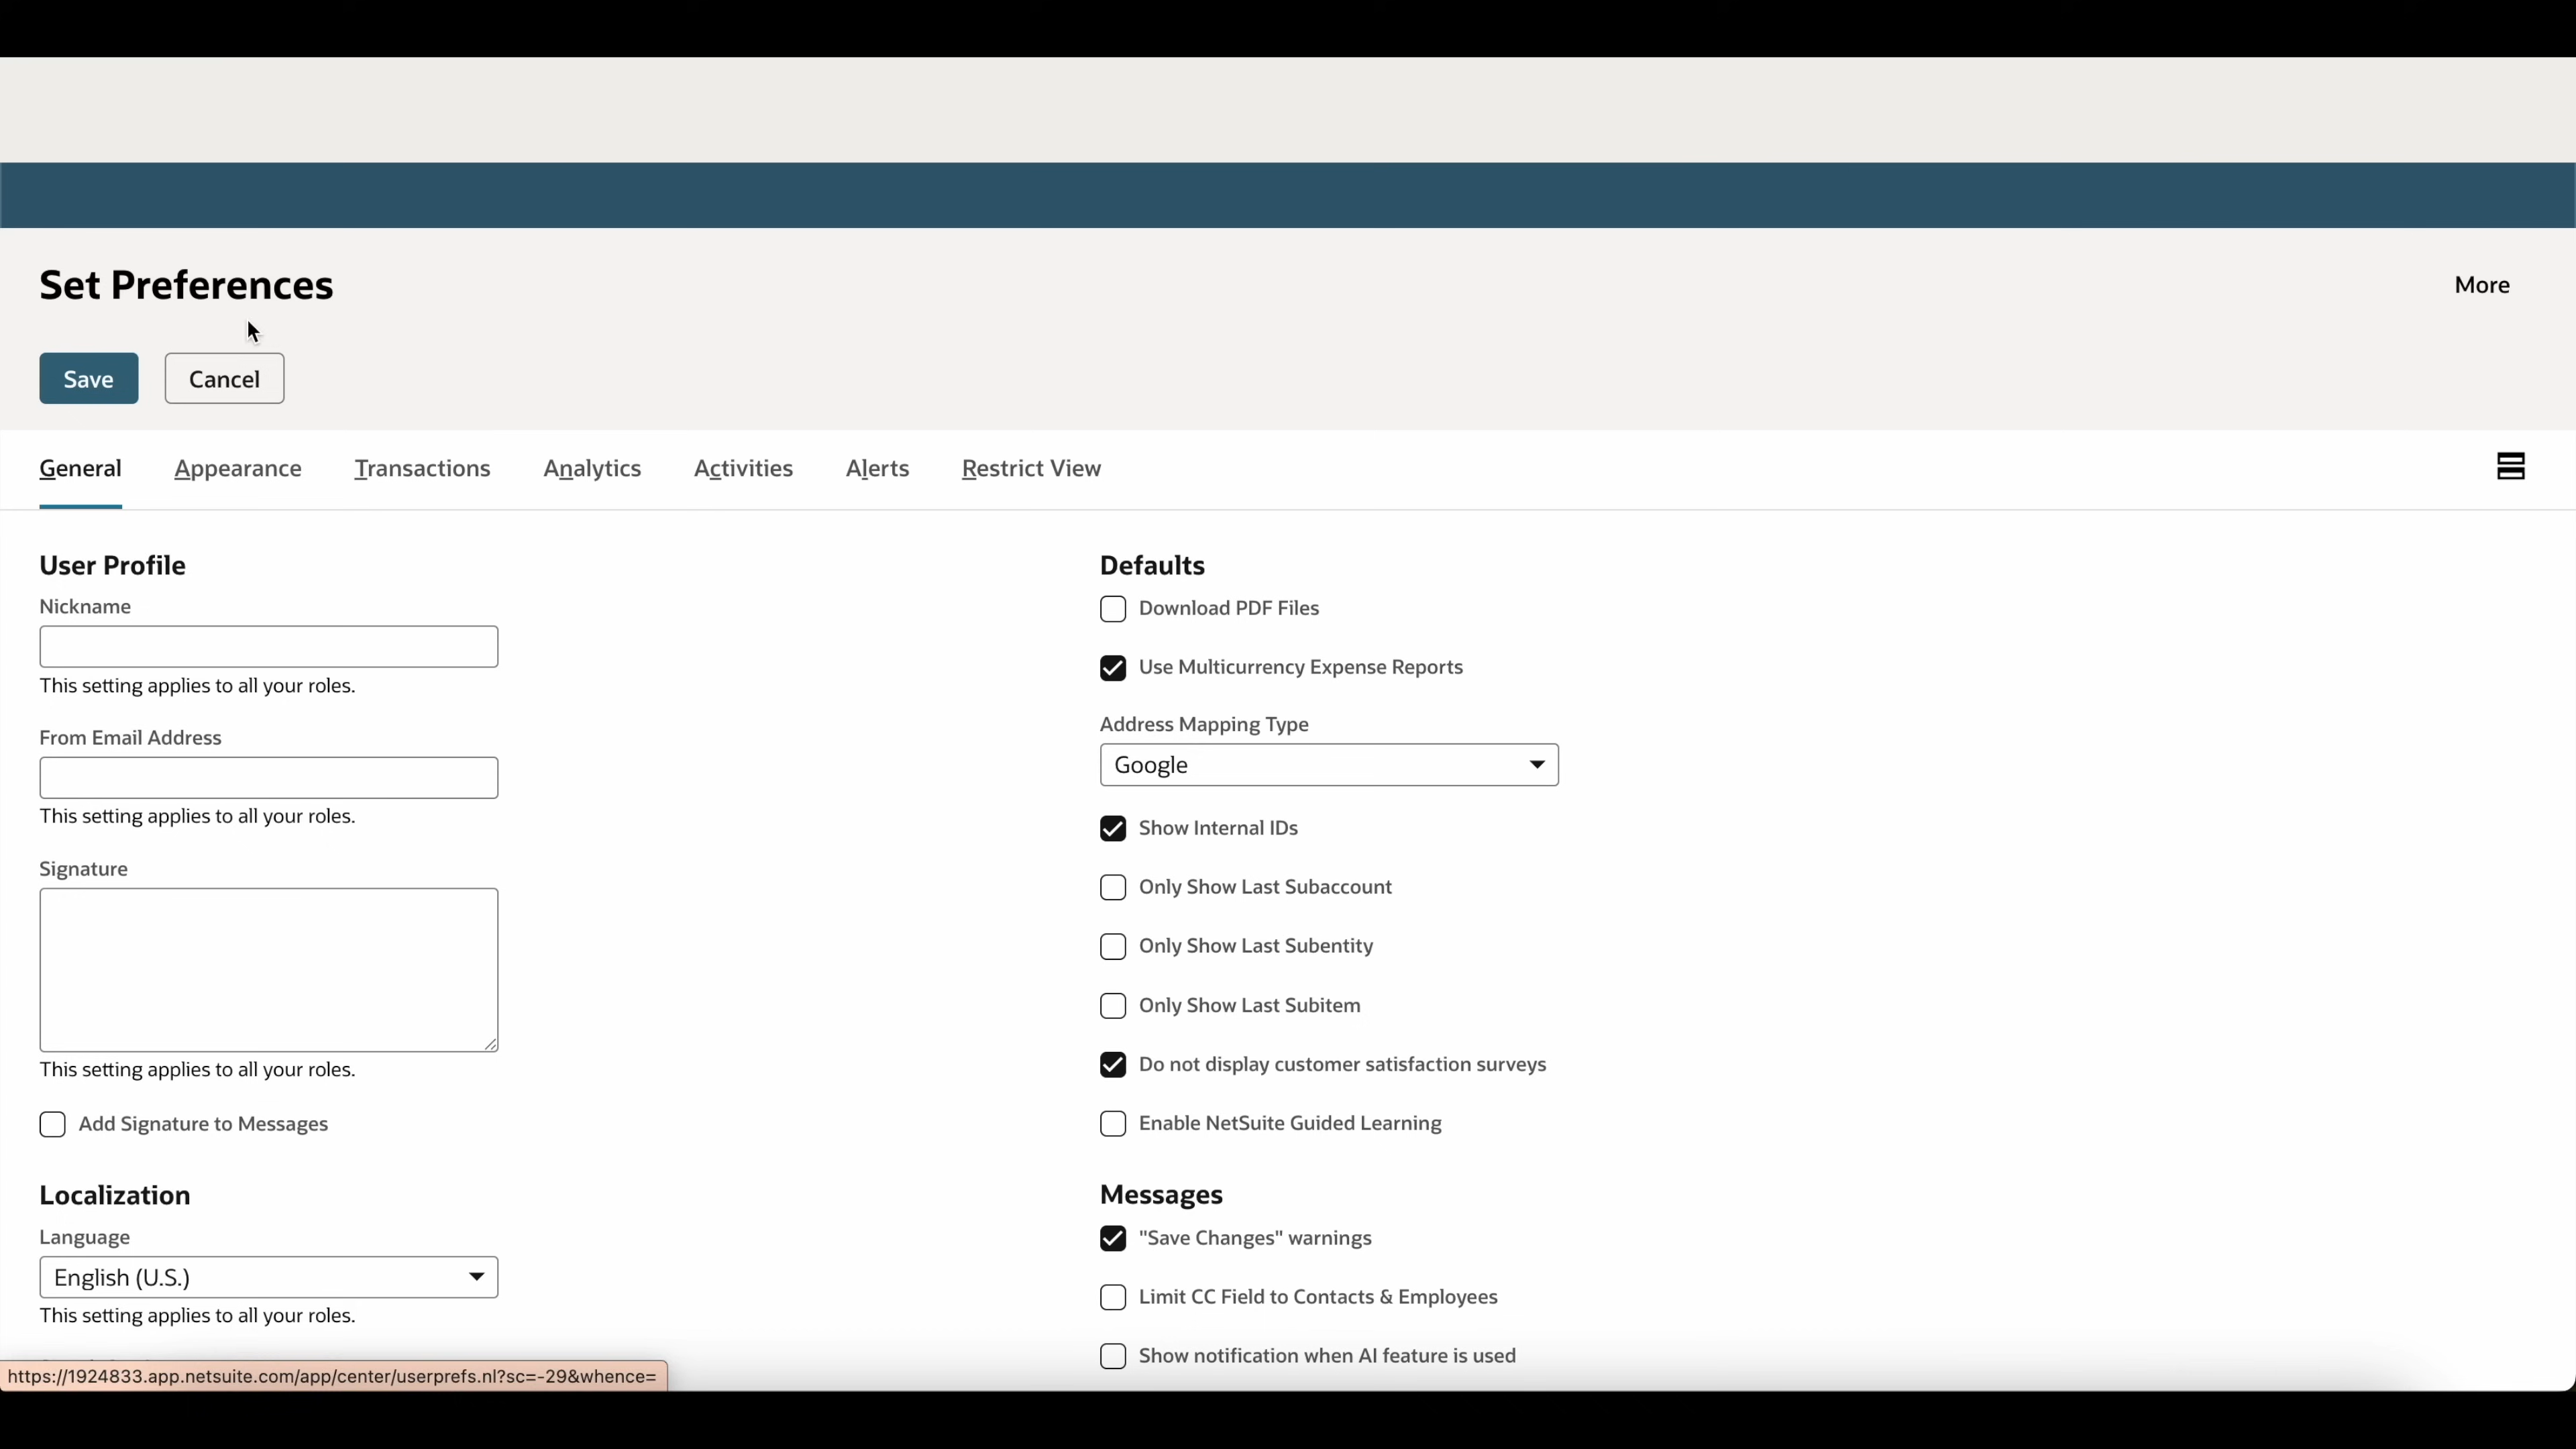 Set Preferences
More
Save
Cancel
General
Appearance
Transactions
Analytics
Activities
Alerts
Restrict View
User Profile
Nickname
This setting applies to all your roles.
From Email Address
This setting applies to all your roles.
Signature
This setting applies to all your roles.
Add Signature to Messages
Localization
Language
English (U.S.)
This setting applies to all your roles.
Defaults
Download PDF Files
Use Multicurrency Expense Reports
Address Mapping Type
Google
Show Internal IDs
Only Show Last Subaccount
Only Show Last Subentity
Only Show Last Subitem
Do not display customer satisfaction surveys
Enable NetSuite Guided Learning
Messages
"Save Changes" warnings
Limit CC Field to Contacts & Employees
Show notification when AI feature is used
https://1924833.app.netsuite.com/app/center/userprefs.nl?sc=-29&whence=